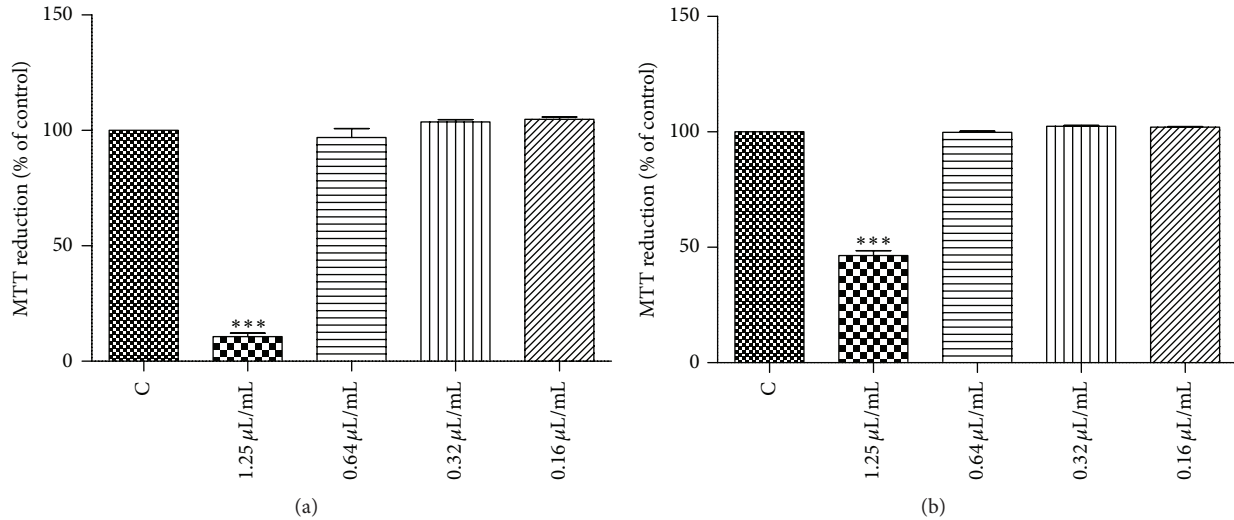 150
100
50
0
MTT reduction (% of control)
***
C
1.25 μL/mL
0.64 μL/mL
0.32 μL/mL
0.16 μL/mL
(a)
150
100
50
0
MTT reduction (% of control)
***
C
1.25 μL/mL
0.64 μL/mL
0.32 μL/mL
0.16 μL/mL
(b)